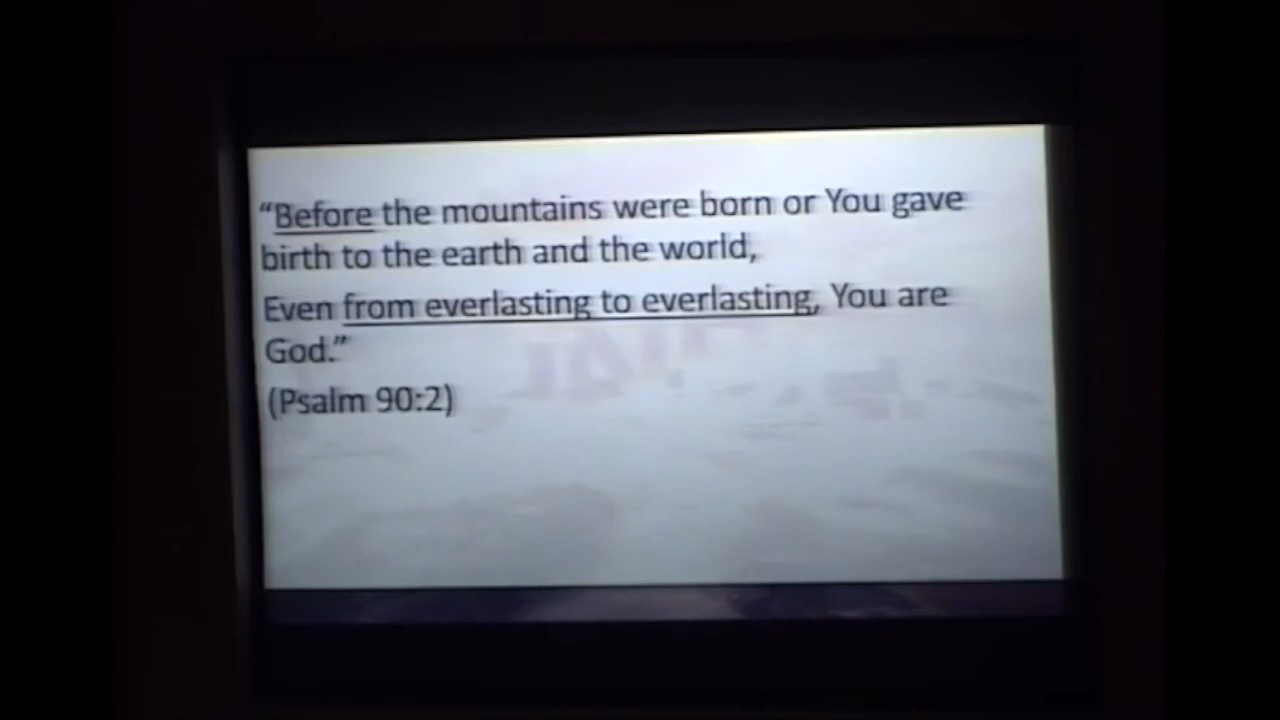 “Before the mountains were born or You gave
birth to the earth and the world,
Even from everlasting to everlasting, You are
God.”
(Psalm 90:2)